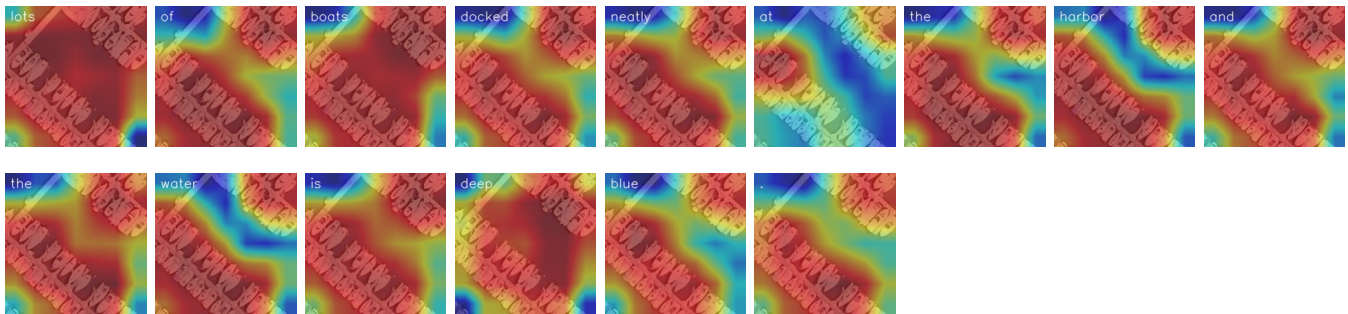 lots of boats docked neatly at the harbor and
the water is deep blue .